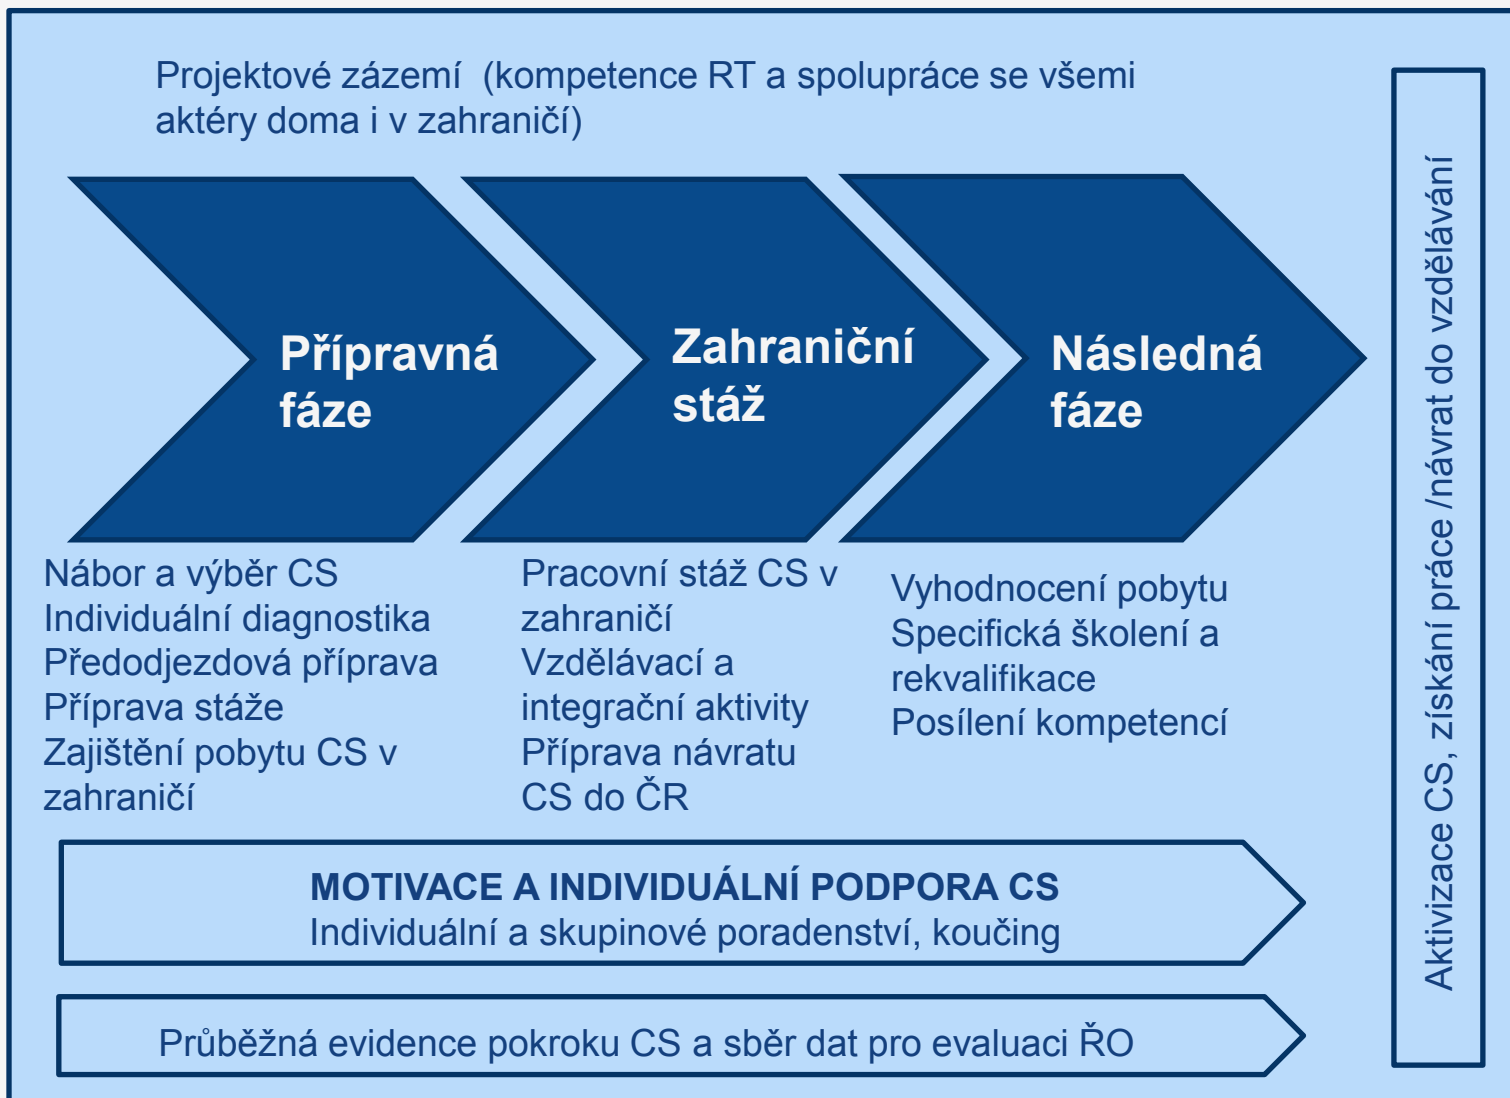 Projektové zázemí  (kompetence RT a spolupráce se všemi
aktéry doma i v zahraničí)
Přípravná
fáze
Zahraniční
stáž
Následná
fáze
Nábor a výběr CS
Individuální diagnostika
Předodjezdová příprava
Příprava stáže
Zajištění pobytu CS v
zahraničí
Pracovní stáž CS v
zahraničí
Vzdělávací a
integrační aktivity
Příprava návratu
CS do ČR
Vyhodnocení pobytu
Specifická školení a
rekvalifikace
Posílení kompetencí
MOTIVACE A INDIVIDUÁLNÍ PODPORA CS
Individuální a skupinové poradenství, koučing
Průběžná evidence pokroku CS a sběr dat pro evaluaci ŘO
Aktivizace CS, získání práce /návrat do vzdělávání